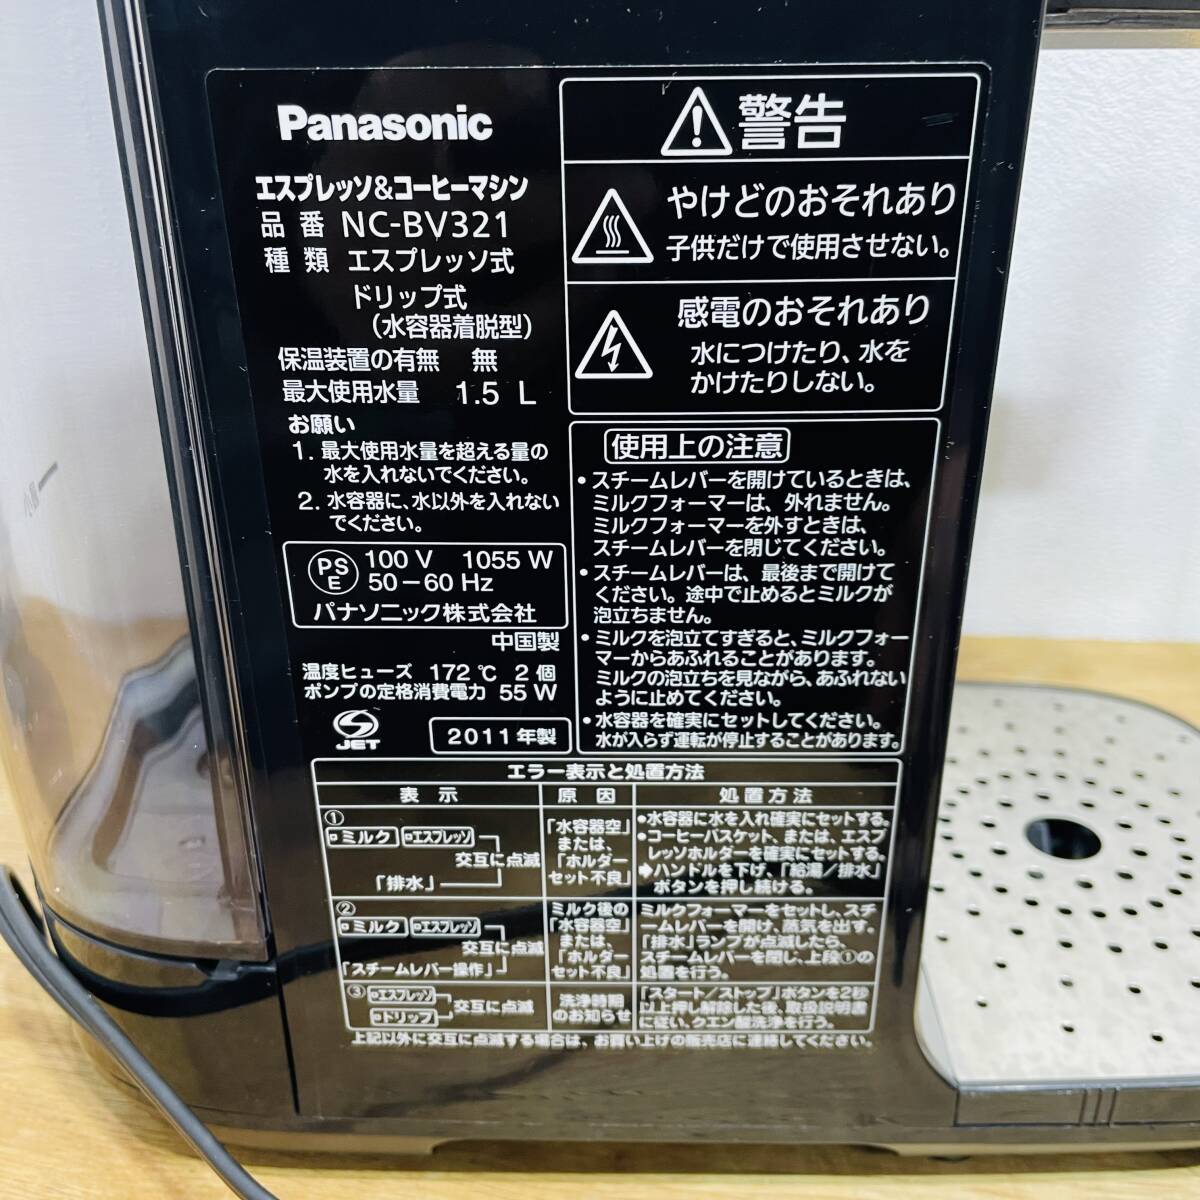 Panasonic
エスプレッソ&コーヒーマシン
品 番 NC-BV321
種 類 エスプレッソ式
ドリップ式
(水容器着脱型)
保温装置の有無 無
最大使用水量 1.5 L
お願い
1. 最大使用水量を超える量の
水を入れないでください。
2. 水容器に、水以外を入れない
でください。
PS
E
100 V 1055 W
50-60 Hz
パナソニック株式会社
中国製
温度ヒューズ 172℃ 2個
ポンプの定格消費電力 55 W
JET
2011年製
警告
やけどのおそれあり
子供だけで使用させない。
感電のおそれあり
水につけたり、水を
かけたりしない。
使用上の注意
・スチームレバーを開けているときは、
ミルクフォーマーは、外れません。
ミルクフォーマーを外すときは、
スチームレバーを閉じてください。
・スチームレバーは、最後まで開けて
ください。途中で止めるとミルクが
泡立ちません。
・ミルクを泡立てすぎると、ミルクフォー
マーからあふれることがあります。
ミルクの泡立ちを見ながら、あふれない
ように止めてください。
・水容器を確実にセットしてください。
水が入らず運転が停止することがあります。
エラー表示と処置方法
表 示 原 因 処置方法
①
ミルク エスプレッソ
交互に点滅
「排水」
「水容器空」
または、
「ホルダー
セット不良」
●水容器に水を入れ確実にセットする。
●コーヒーバスケット、または、エスプ
レッソホルダーを確実にセットする。
➡ハンドルを下げ、「給湯/排水」
ボタンを押し続ける。
②
ミルク エスプレッソ
交互に点滅
「スチームレバー操作」
ミルク後の
「水容器空」
または、
「ホルダー
セット不良」
ミルクフォーマーをセットし、スチ
ームレバーを開け、蒸気を出す。
「排水」ランプが点滅したら、
スチームレバーを閉じ、上段①の
処置を行う。
③ エスプレッソ
ドリップ
交互に点滅
洗浄時期
のお知らせ
「スタート/ストップ」ボタンを2秒
以上押し解除した後、取扱説明書
に従い、クエン酸洗浄を行う。
上記以外に交互に点滅する場合は、お買い上げの販売店に連絡してください。